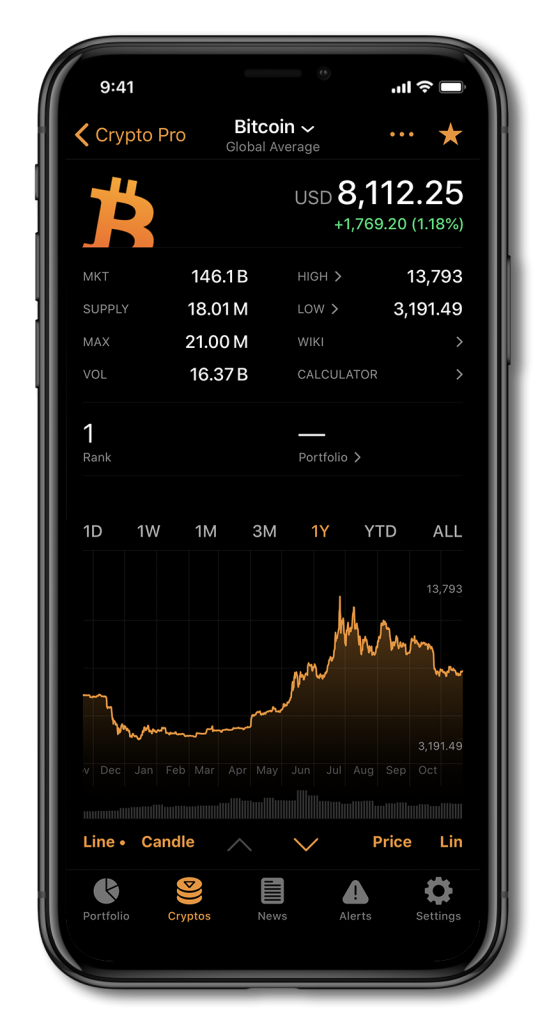 9:41
Crypto Pro
Bitcoin
Global Average
USD 8,112.25
+1,769.20 (1.18%)
MKT 146.1 B HIGH 13,793
SUPPLY 18.01 M LOW 3,191.49
MAX 21.00 M WIKI
VOL 16.37 B CALCULATOR
1 —
Rank Portfolio
1D 1W 1M 3M 1Y YTD ALL
13,793
3,191.49
v Dec Jan Feb Mar Apr May Jun Jul Aug Sep Oct
Line • Candle Price Lin
Portfolio Cryptos News Alerts Settings